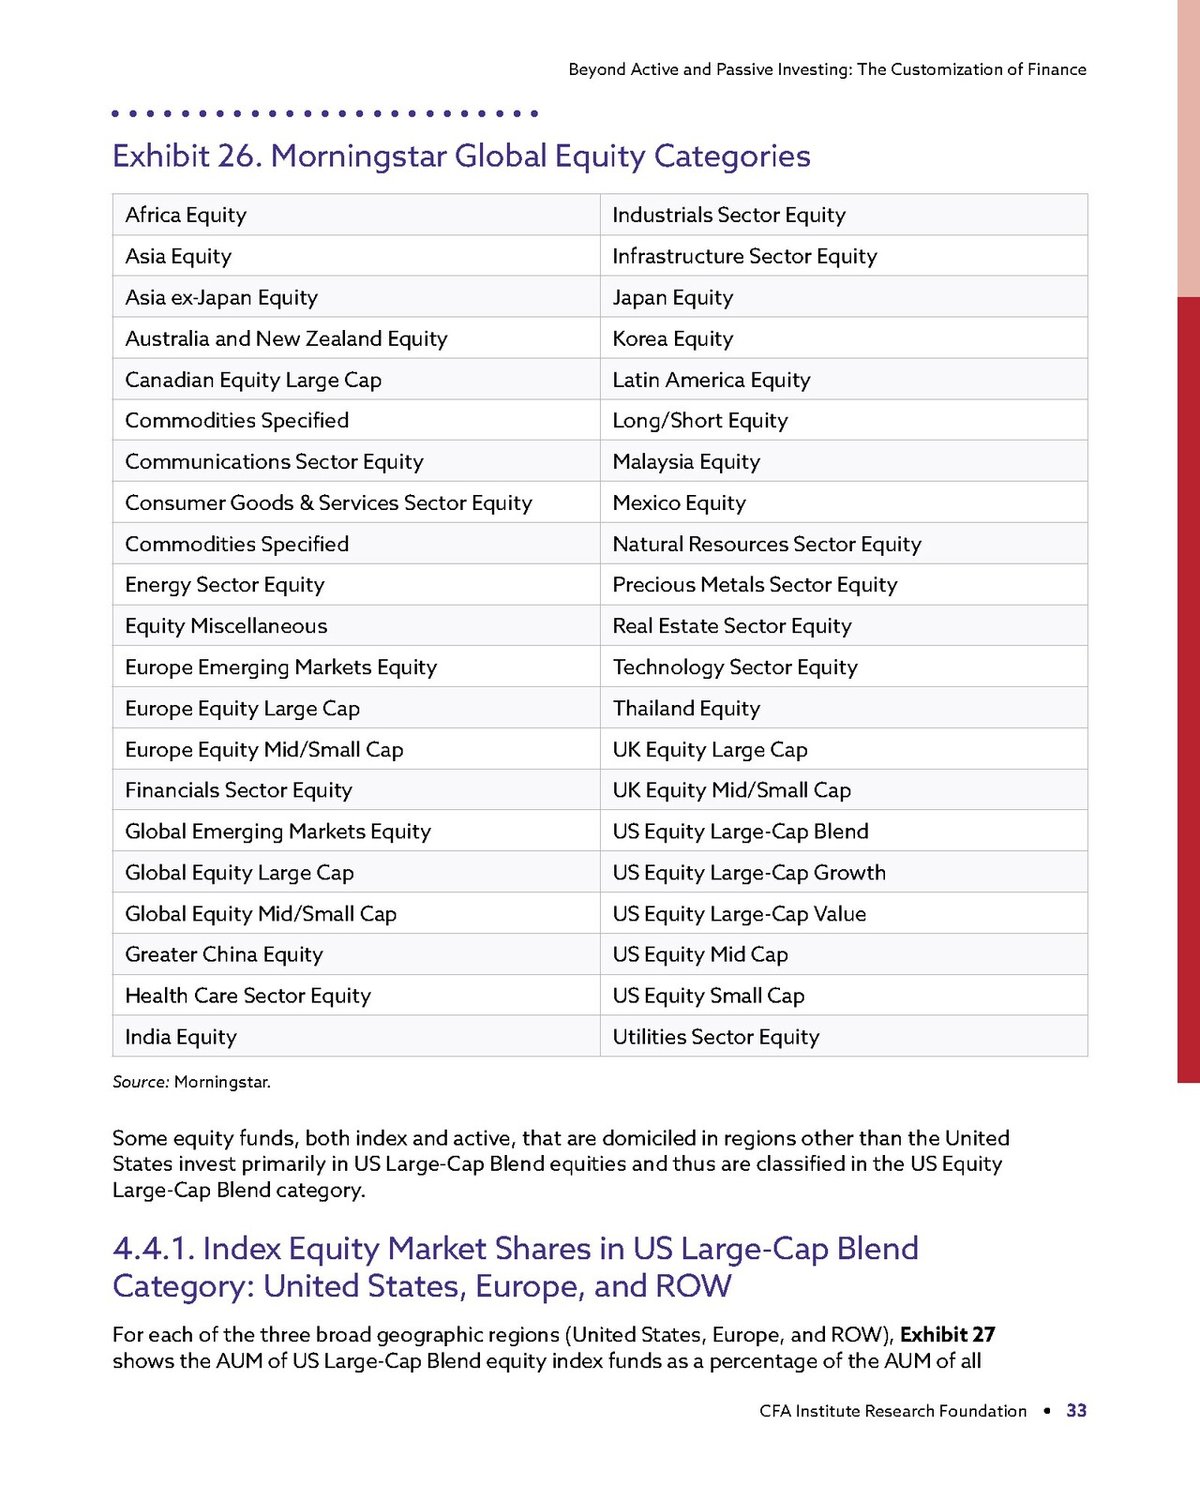 Beyond Active and Passive Investing: The Customization of Finance
Exhibit 26. Morningstar Global Equity Categories
Africa Equity
Industrials Sector Equity
Asia Equity
Infrastructure Sector Equity
Asia ex-Japan Equity
Japan Equity
Australia and New Zealand Equity
Korea Equity
Canadian Equity Large Cap
Latin America Equity
Commodities Specified
Long/Short Equity
Communications Sector Equity
Malaysia Equity
Consumer Goods & Services Sector Equity
Mexico Equity
Commodities Specified
Natural Resources Sector Equity
Energy Sector Equity
Precious Metals Sector Equity
Equity Miscellaneous
Real Estate Sector Equity
Europe Emerging Markets Equity
Technology Sector Equity
Europe Equity Large Cap
Thailand Equity
Europe Equity Mid/Small Cap
UK Equity Large Cap
Financials Sector Equity
UK Equity Mid/Small Cap
Global Emerging Markets Equity
US Equity Large-Cap Blend
Global Equity Large Cap
US Equity Large-Cap Growth
Global Equity Mid/Small Cap
US Equity Large-Cap Value
Greater China Equity
US Equity Mid Cap
Health Care Sector Equity
US Equity Small Cap
India Equity
Utilities Sector Equity
Source: Morningstar.
Some equity funds, both index and active, that are domiciled in regions other than the United
States invest primarily in US Large-Cap Blend equities and thus are classified in the US Equity
Large-Cap Blend category.
4.4.1. Index Equity Market Shares in US Large-Cap Blend
Category: United States, Europe, and ROW
For each of the three broad geographic regions (United States, Europe, and ROW), Exhibit 27
shows the AUM of US Large-Cap Blend equity index funds as a percentage of the AUM of all
CFA Institute Research Foundation • 33